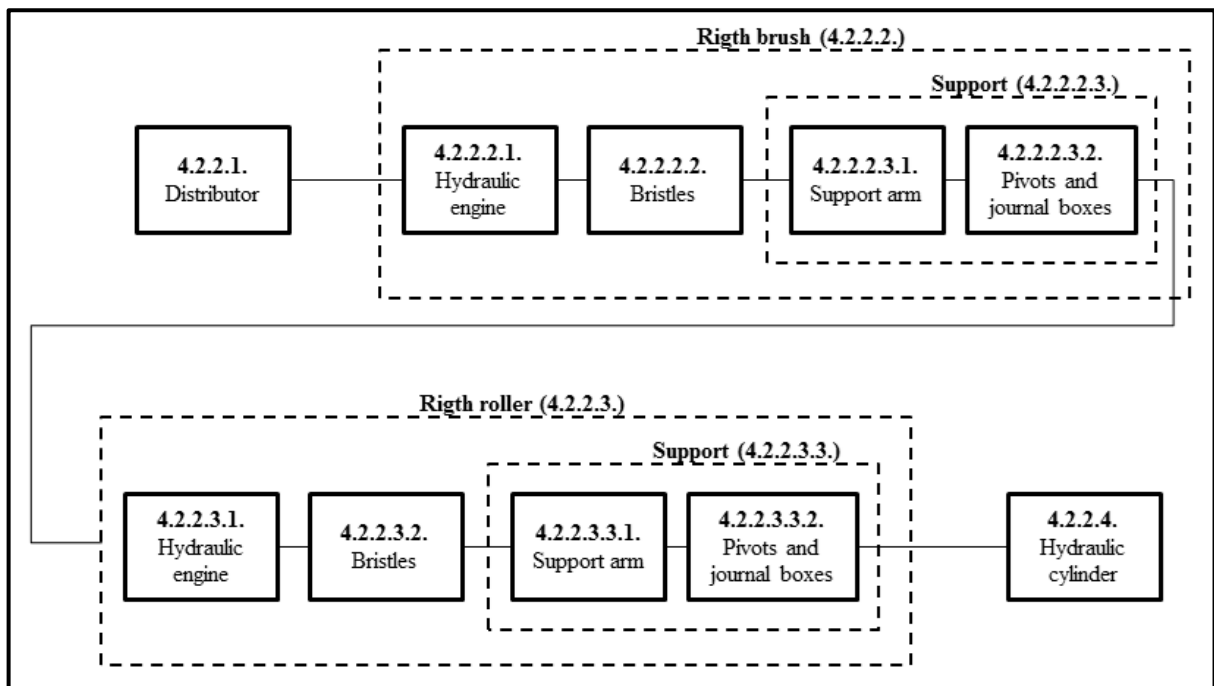 Rigth brush (4.2.2.2.)
Support (4.2.2.2.3.)
4.2.2.1.
Distributor
4.2.2.2.1.
Hydraulic
engine
4.2.2.2.2.
Bristles
4.2.2.2.3.1.
Support arm
4.2.2.2.3.2.
Pivots and
journal boxes
Rigth roller (4.2.2.3.)
Support (4.2.2.3.3.)
4.2.2.3.1.
Hydraulic
engine
4.2.2.3.2.
Bristles
4.2.2.3.3.1.
Support arm
4.2.2.3.3.2.
Pivots and
journal boxes
4.2.2.4.
Hydraulic
cylinder